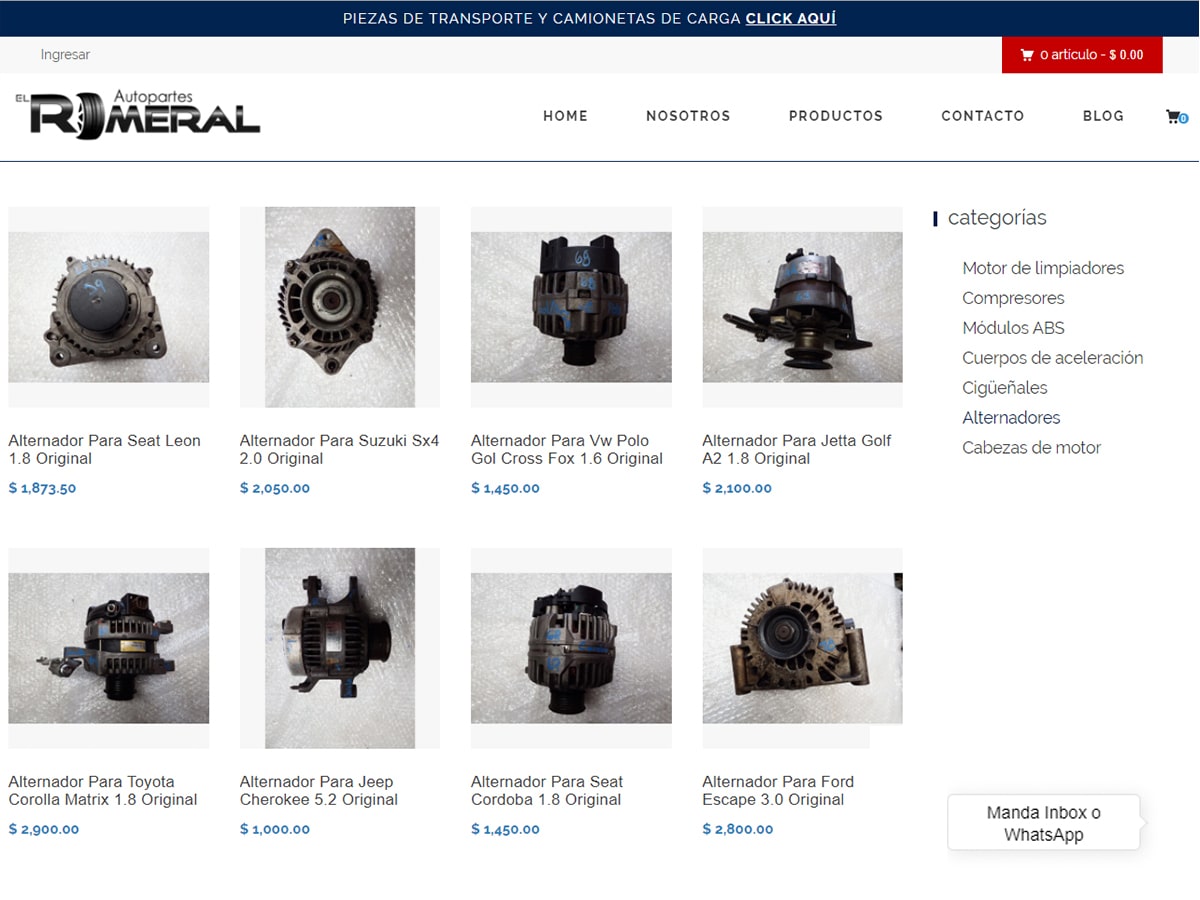 PIEZAS DE TRANSPORTE Y CAMIONETAS DE CARGA CLICK AQUÍ
Ingresar
0 artículo - $ 0.00
EL ROMERAL Autopartes
HOME NOSOTROS PRODUCTOS CONTACTO BLOG 0
categorías
Motor de limpiadores
Compresores
Módulos ABS
Cuerpos de aceleración
Cigüeñales
Alternadores
Cabezas de motor
68
68
Alternador Para Seat Leon
1.8 Original
$ 1,873.50
Alternador Para Suzuki Sx4
2.0 Original
$ 2,050.00
Alternador Para Vw Polo
Gol Cross Fox 1.6 Original
$ 1,450.00
Alternador Para Jetta Golf
A2 1.8 Original
$ 2,100.00
Alternador Para Toyota
Corolla Matrix 1.8 Original
$ 2,900.00
Alternador Para Jeep
Cherokee 5.2 Original
$ 1,000.00
Alternador Para Seat
Cordoba 1.8 Original
$ 1,450.00
Alternador Para Ford
Escape 3.0 Original
$ 2,800.00
Manda Inbox o
WhatsApp